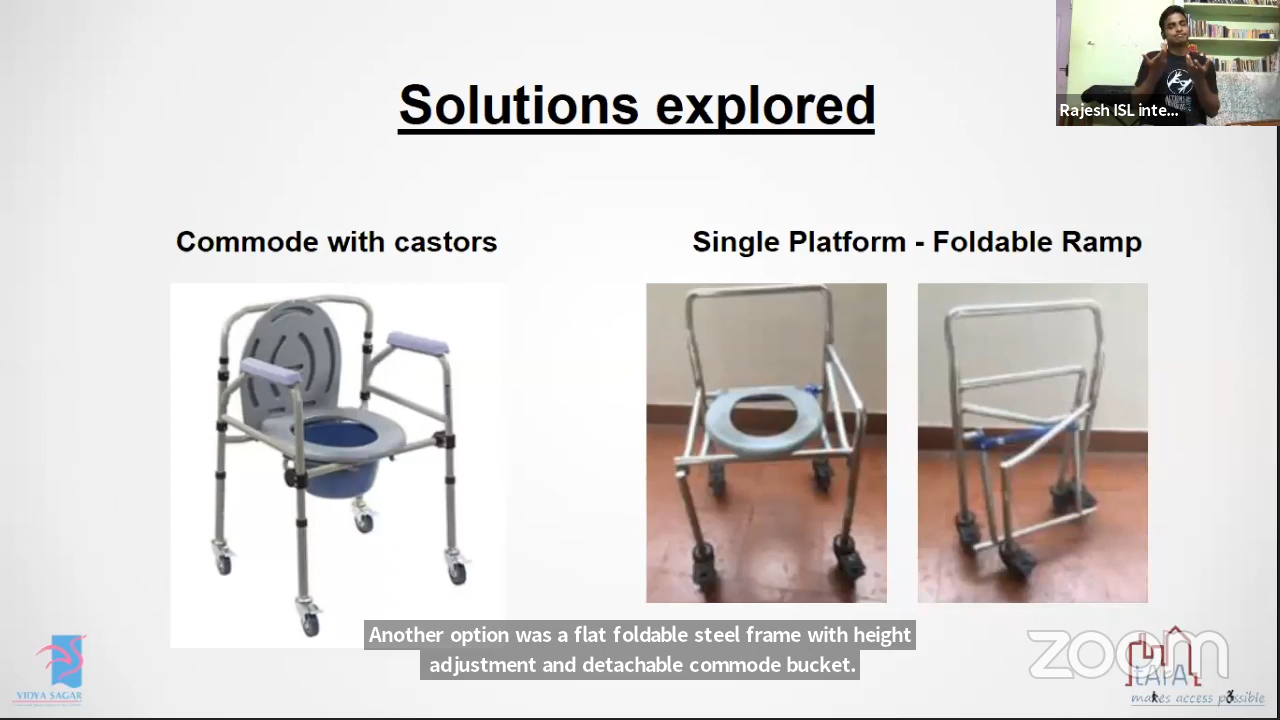 Solutions explored
Rajesh ISL inte...
Commode with castors
Single Platform - Foldable Ramp
Another option was a flat foldable steel frame with height
adjustment and detachable commode bucket.
zoom
VIDYA SAGAR
makes access possible